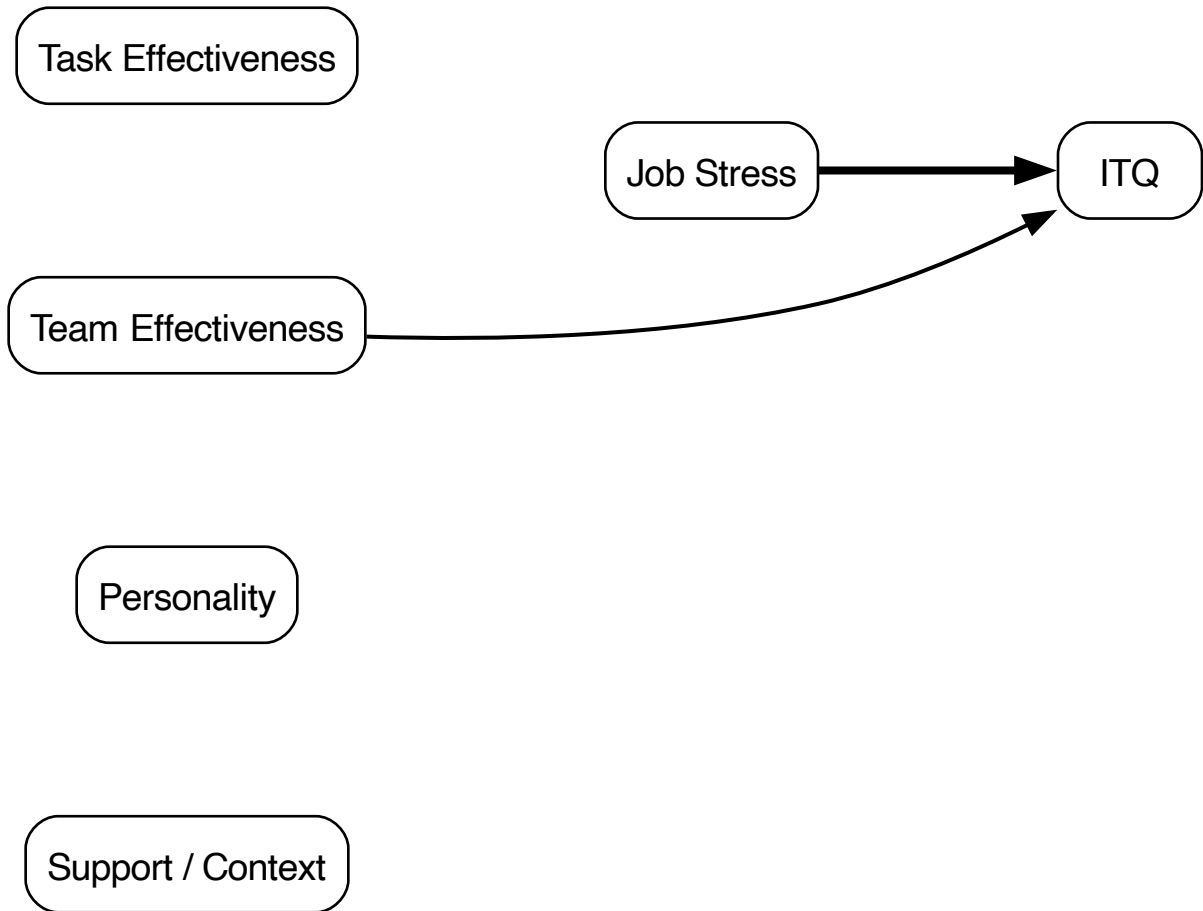 Task Effectiveness
Job Stress
ITQ
Team Effectiveness
Personality
Support / Context